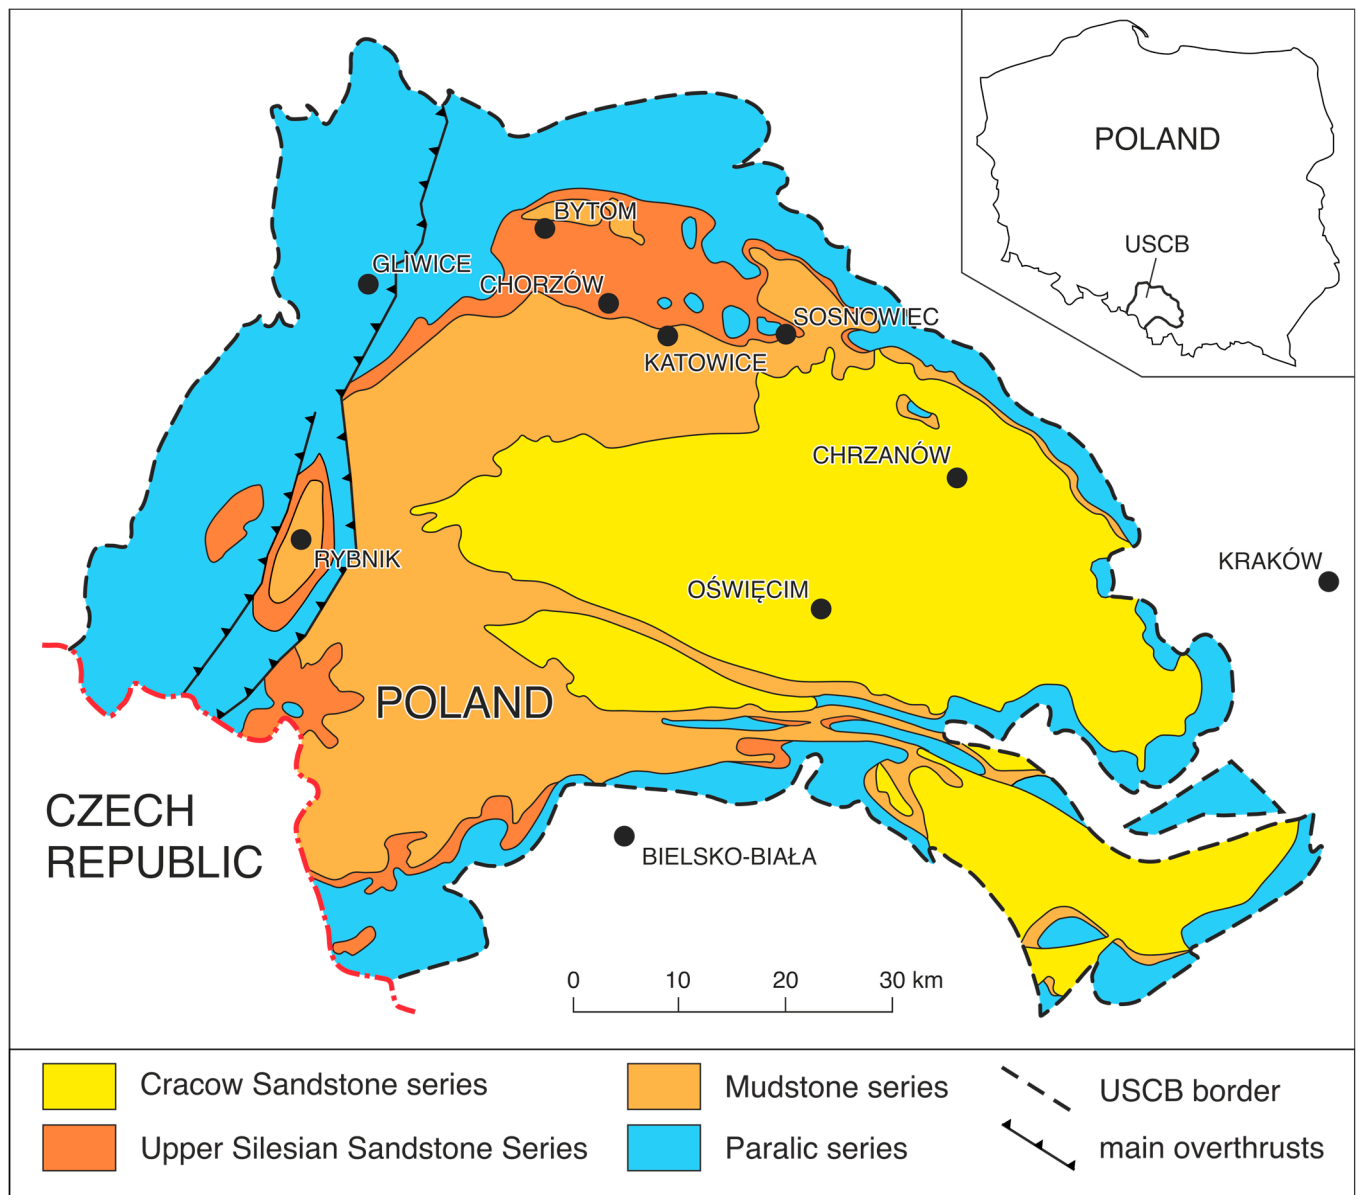 POLAND
USCB
BYTOM
GLIWICE
CHORZÓW
SOSNOWIEC
KATOWICE
CHRZANÓW
RYBNIK
KRAKÓW
OŚWIĘCIM
POLAND
CZECH
REPUBLIC
BIELSKO-BIAŁA
0 10 20 30 km
Cracow Sandstone series
Mudstone series
USCB border
Upper Silesian Sandstone Series
Paralic series
main overthrusts